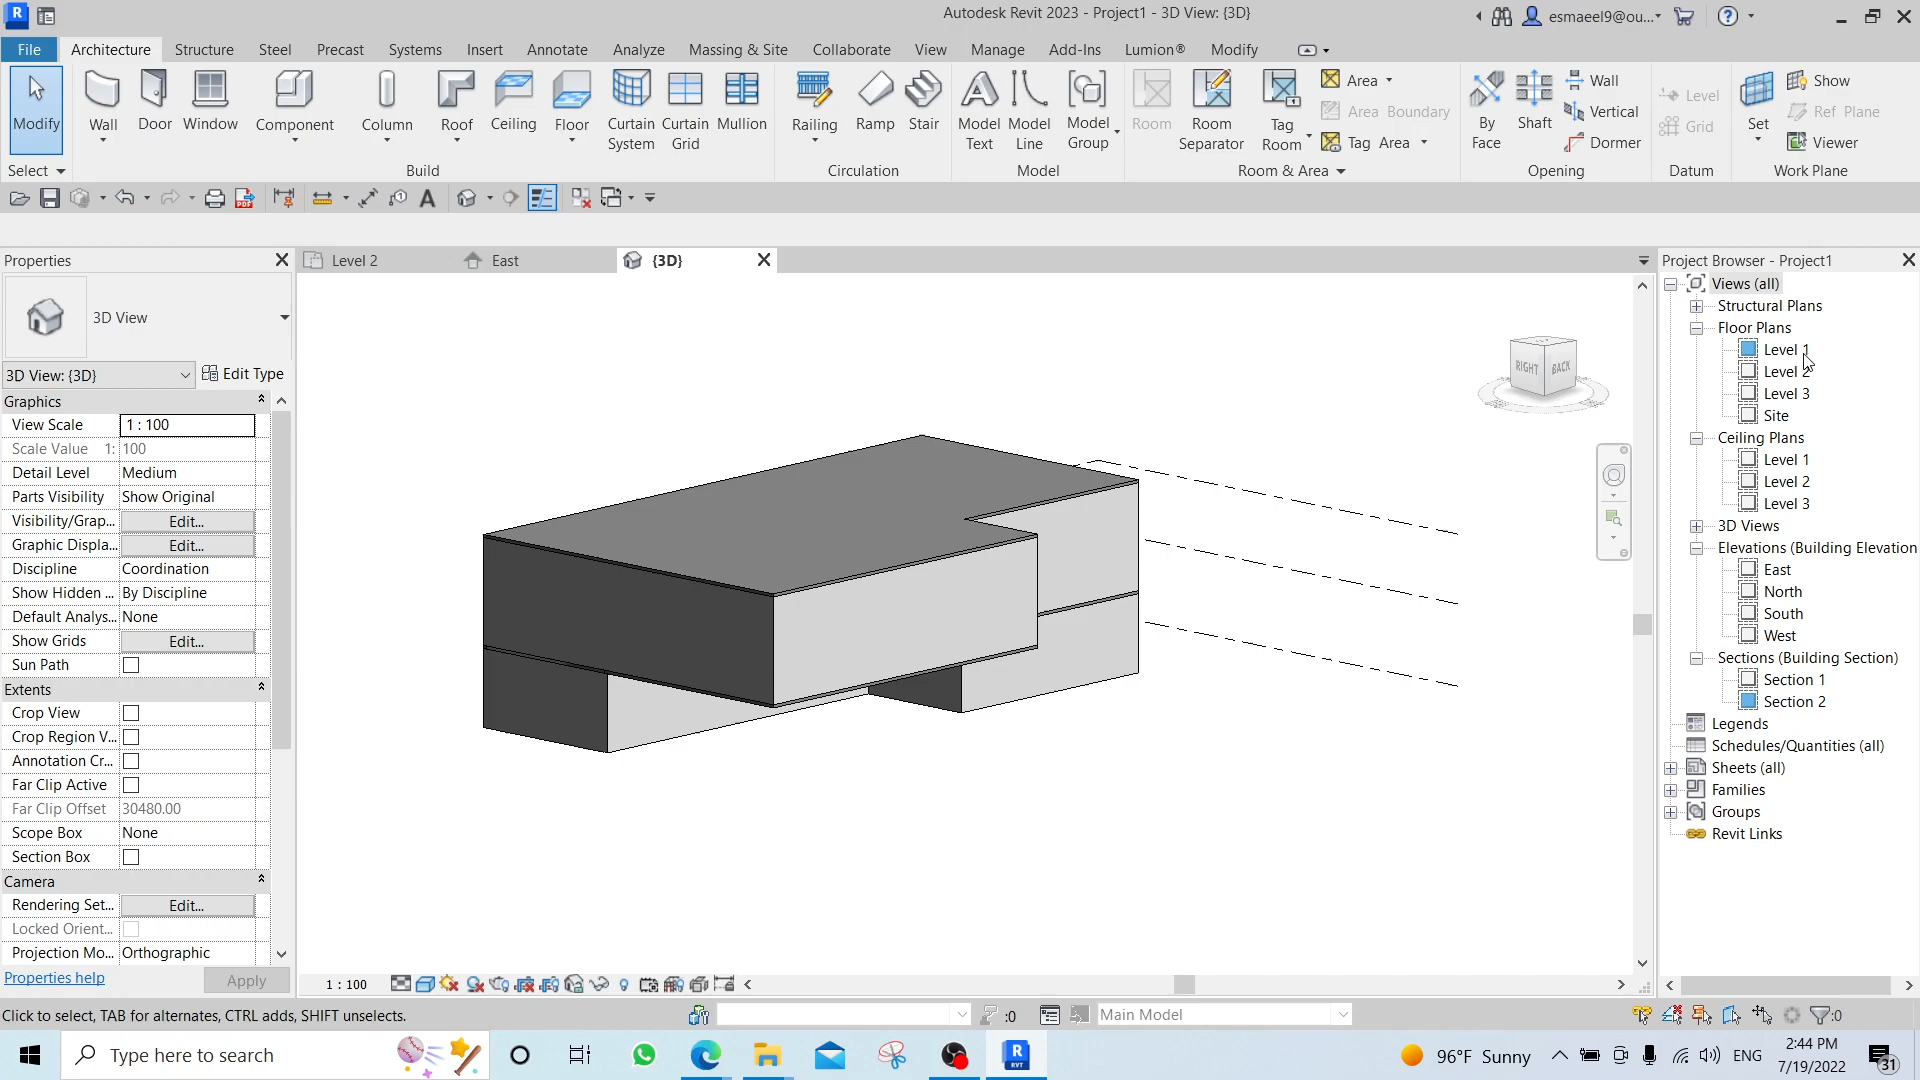 Autodesk Revit 2023 - Project1 - 3D View: {3D}
esmaeel9@ou...
File Architecture Structure Steel Precast Systems Insert Annotate Analyze Massing & Site Collaborate View Manage Add-Ins Lumion® Modify
Modify Wall Door Window Component Column Roof Ceiling Floor Curtain System Curtain Grid Mullion Railing Ramp Stair Model Text Model Line Model Group Room Room Separator Tag Room
Area
Area Boundary
Tag Area
By Face Shaft
Wall
Vertical
Dormer
Level
Grid
Set
Show
Ref Plane
Viewer
Select Build Circulation Model Room & Area Opening Datum Work Plane
Properties
3D View
3D View: {3D} Edit Type
Graphics
View Scale 1 : 100
Scale Value 1: 100
Detail Level Medium
Parts Visibility Show Original
Visibility/Grap... Edit...
Graphic Displa... Edit...
Discipline Coordination
Show Hidden ... By Discipline
Default Analys... None
Show Grids Edit...
Sun Path
Extents
Crop View
Crop Region V...
Annotation Cr...
Far Clip Active
Far Clip Offset 30480.00
Scope Box None
Section Box
Camera
Rendering Set... Edit...
Locked Orient...
Projection Mo... Orthographic
Properties help Apply
Level 2 East {3D}
RIGHT BACK
1 : 100
Project Browser - Project1
Views (all)
Structural Plans
Floor Plans
Level 1
Level 2
Level 3
Site
Ceiling Plans
Level 1
Level 2
Level 3
3D Views
Elevations (Building Elevation
East
North
South
West
Sections (Building Section)
Section 1
Section 2
Legends
Schedules/Quantities (all)
Sheets (all)
Families
Groups
Revit Links
Click to select, TAB for alternates, CTRL adds, SHIFT unselects.
:0
Main Model
:0
Type here to search
96°F Sunny
ENG
2:44 PM
7/19/2022
31